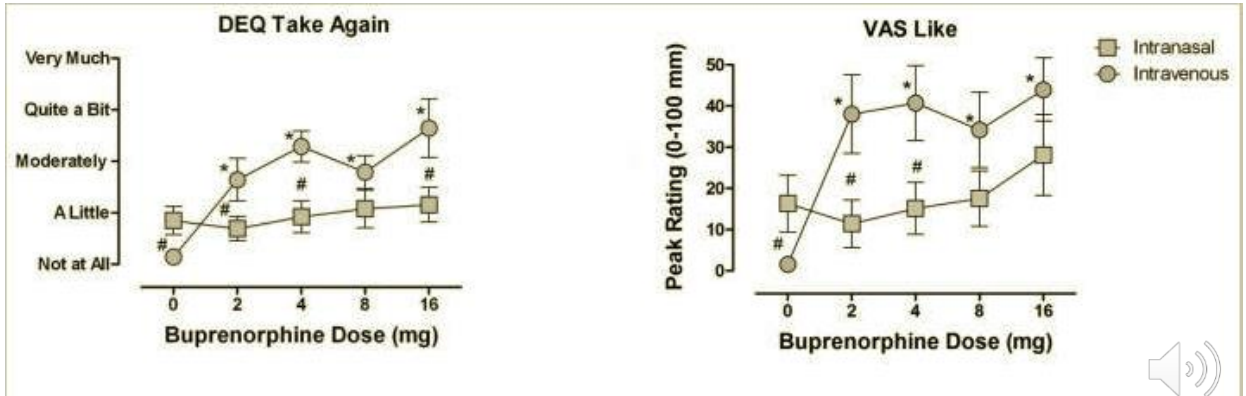 DEQ Take Again
Very Much
Quite a Bit
Moderately
A Little
Not at All
*
*
*
*
#
#
#
#
0 2 4 8 16
Buprenorphine Dose (mg)
VAS Like
Peak Rating (0-100 mm)
50
40
30
20
10
0
*
*
*
*
#
#
#
0 2 4 8 16
Buprenorphine Dose (mg)
Intranasal
Intravenous